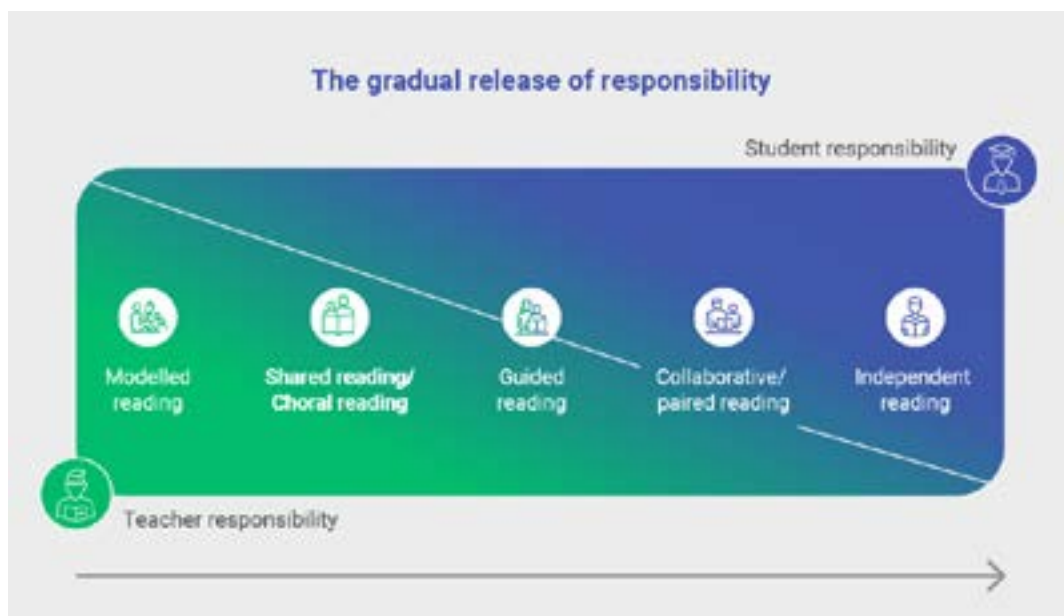 The gradual release of responsibility
Student responsibility
Modelled
reading
Shared reading/
Choral reading
Guided
reading
Collaborative/
paired reading
Independent
reading
Teacher responsibility